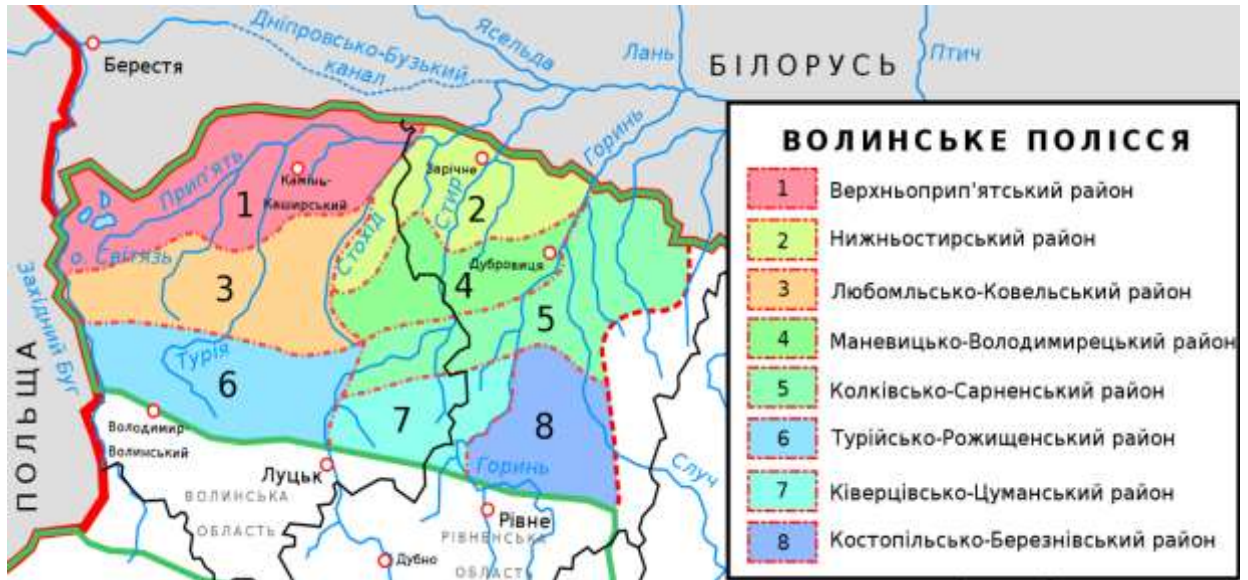 Дніпровсько-Бузький
канал
Ясельда
Лань
БІЛОРУСЬ
Птич
Берестя
Прип'ять
1
Камінь-
Каширський
о. Світязь
Зарічне
Стир
2
Горинь
Стохід
3
4
Дубровиця
5
Західний Буг
ПОЛЬЩА
Турія
6
7
8
Володимир-
Волинський
Луцьк
Горинь
Случ
ВОЛИНСЬКА
ОБЛАСТЬ
Рівне
РІВНЕНСЬКА
ОБЛАСТЬ
Дубно
ВОЛИНСЬКЕ ПОЛІССЯ
1 Верхньоприп'ятський район
2 Нижньостирський район
3 Любомльсько-Ковельський район
4 Маневицько-Володимирецький район
5 Колківсько-Сарненський район
6 Турійсько-Рожищенський район
7 Ківерцівсько-Цуманський район
8 Костопільсько-Березнівський район